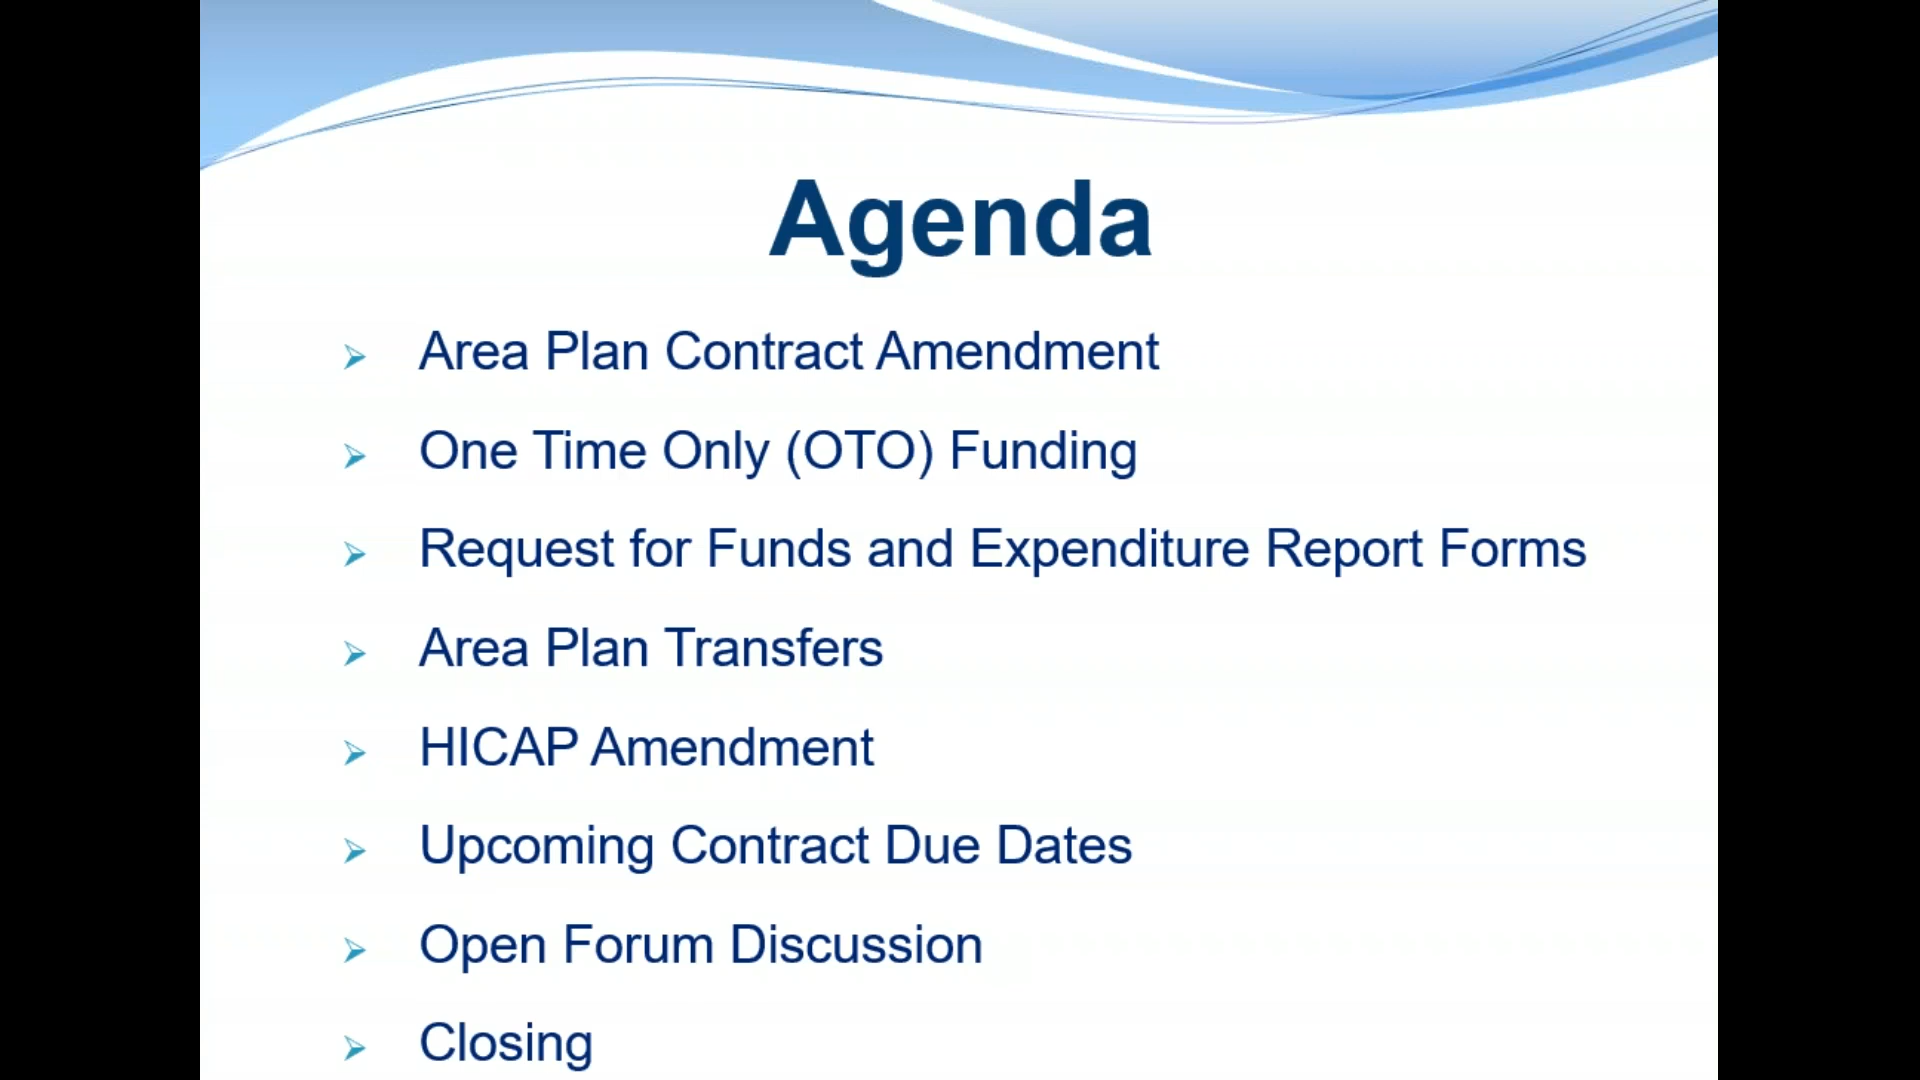 Agenda
Area Plan Contract Amendment
One Time Only (OTO) Funding
Request for Funds and Expenditure Report Forms
Area Plan Transfers
HICAP Amendment
Upcoming Contract Due Dates
Open Forum Discussion
Closing